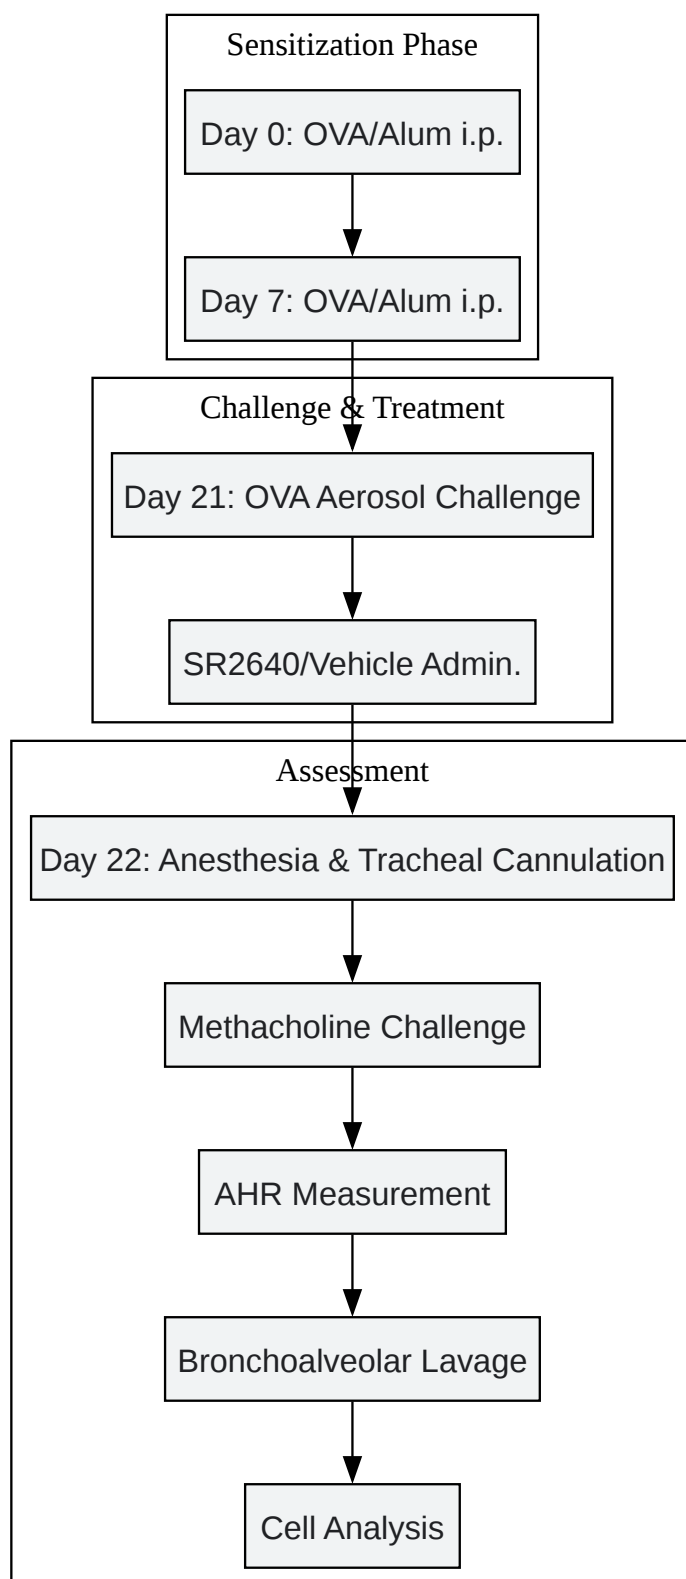 Sensitization Phase
Day 0: OVA/Alum i.p.
Day 7: OVA/Alum i.p.
Challenge & Treatment
Day 21: OVA Aerosol Challenge
SR2640/Vehicle Admin.
Assessment
Day 22: Anesthesia & Tracheal Cannulation
Methacholine Challenge
AHR Measurement
Bronchoalveolar Lavage
Cell Analysis